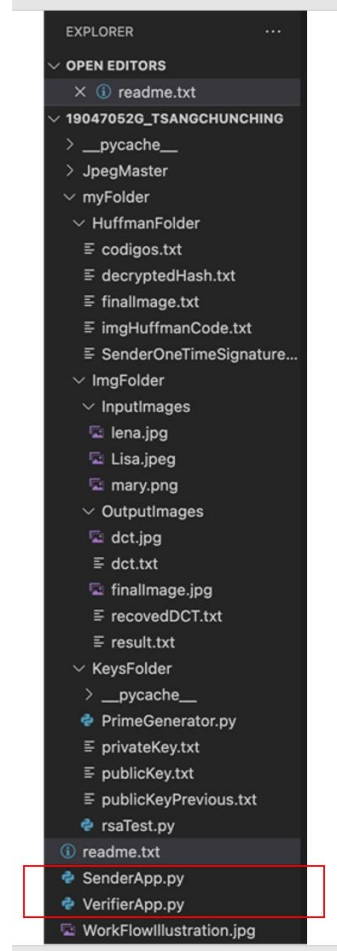 EXPLORER ...
OPEN EDITORS
readme.txt
19047052G_TSANGCHUNCHING
__pycache__
JpegMaster
myFolder
HuffmanFolder
codigos.txt
decryptedHash.txt
finalImage.txt
imgHuffmanCode.txt
SenderOneTimeSignature...
ImgFolder
InputImages
lena.jpg
Lisa.jpeg
mary.png
OutputImages
dct.jpg
dct.txt
finalImage.jpg
recovedDCT.txt
result.txt
KeysFolder
__pycache__
PrimeGenerator.py
privateKey.txt
publicKey.txt
publicKeyPrevious.txt
rsaTest.py
readme.txt
SenderApp.py
VerifierApp.py
WorkFlowIllustration.jpg